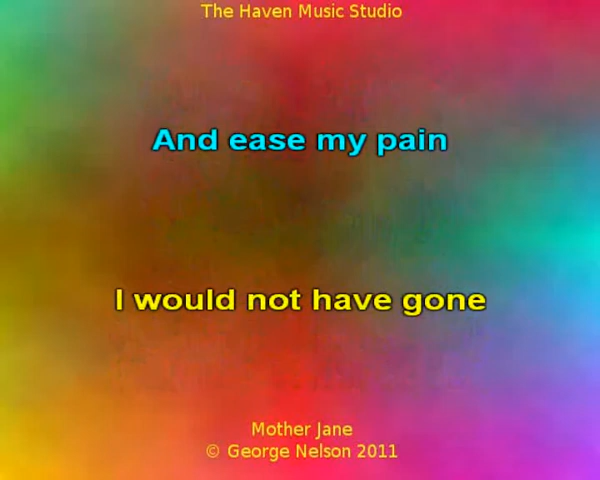 The Haven Music Studio
And ease my pain
I would not have gone
Mother Jane
© George Nelson 2011